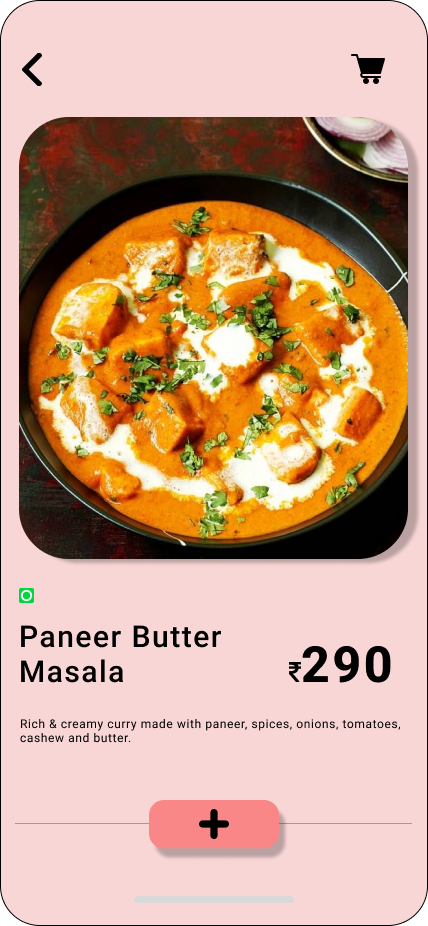 Paneer Butter
Masala
₹290
Rich & creamy curry made with paneer, spices, onions, tomatoes,
cashew and butter.